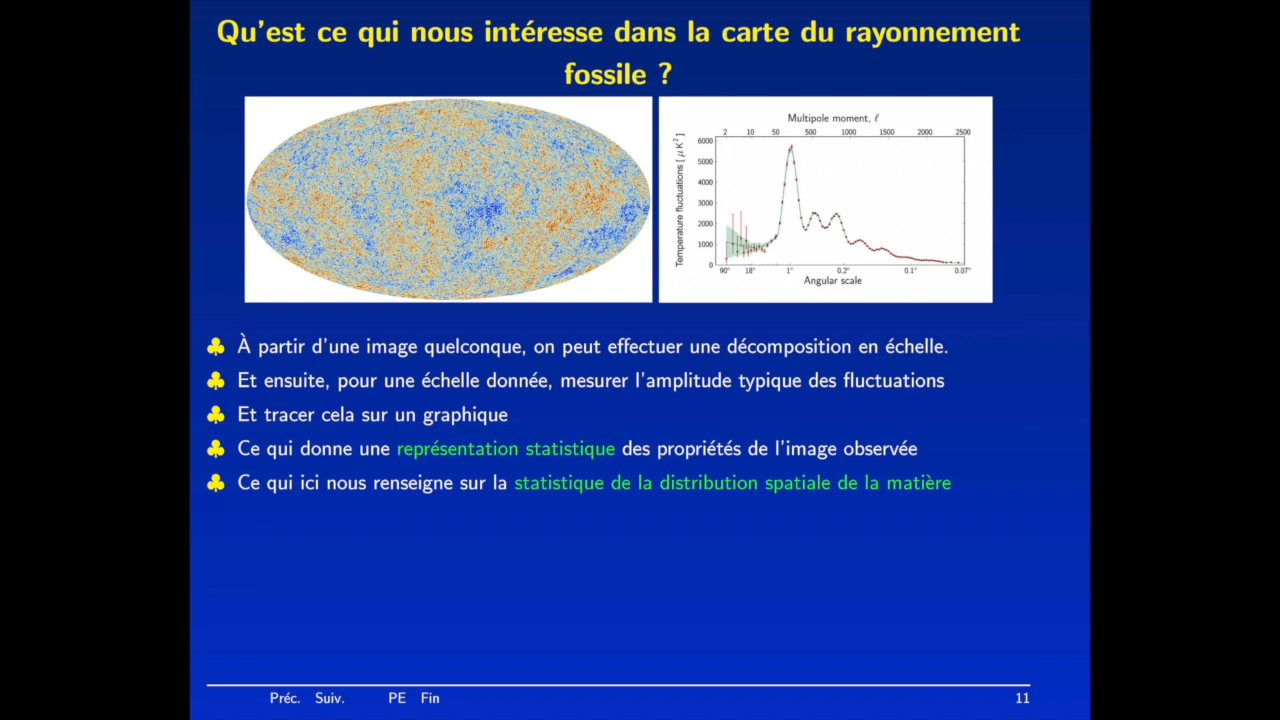 Qu'est ce qui nous intéresse dans la carte du rayonnement
fossile ?
Multipole moment, ℓ
2 10 50 500 1000 1500 2000 2500
Temperature fluctuations [ μ K² ]
6000
5000
4000
3000
2000
1000
0
90° 18° 1° 0.2° 0.1° 0.07°
Angular scale
♣ À partir d'une image quelconque, on peut effectuer une décomposition en échelle.
♣ Et ensuite, pour une échelle donnée, mesurer l'amplitude typique des fluctuations
♣ Et tracer cela sur un graphique
♣ Ce qui donne une représentation statistique des propriétés de l'image observée
♣ Ce qui ici nous renseigne sur la statistique de la distribution spatiale de la matière
Préc. Suiv. PE Fin 11